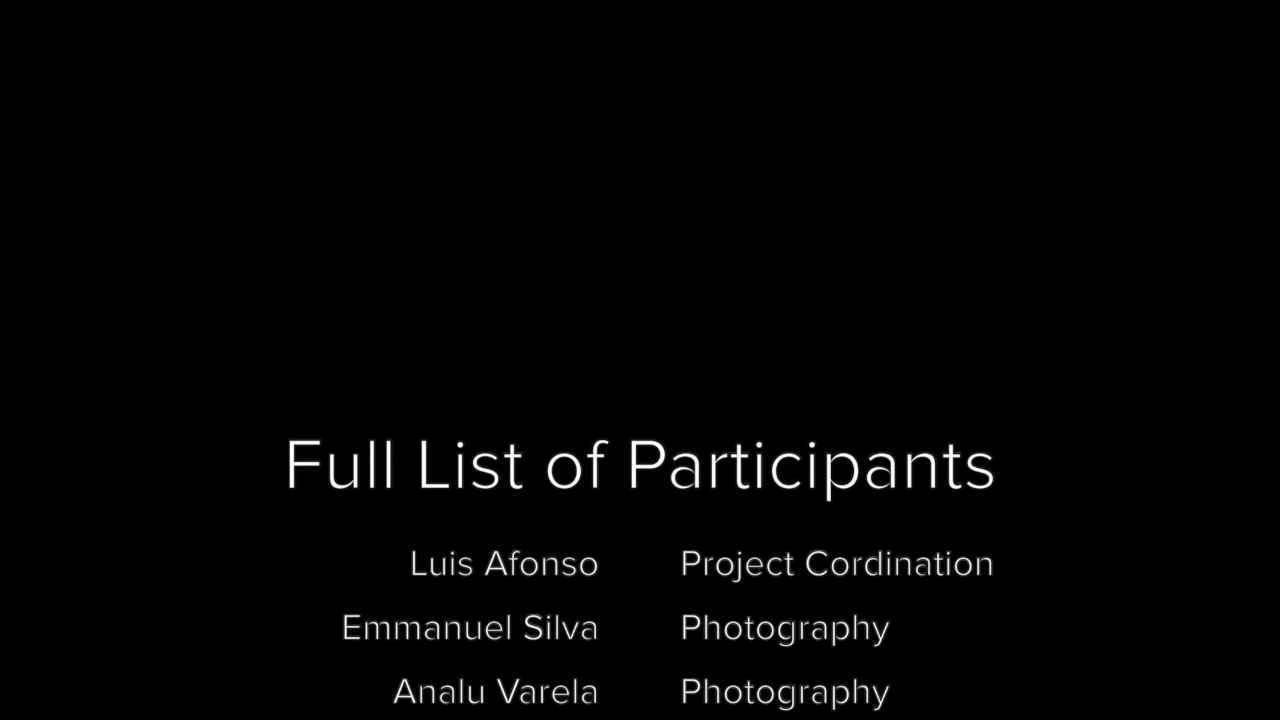 Full List of Participants
Luis Afonso Project Cordination
Emmanuel Silva Photography
Analu Varela Photography